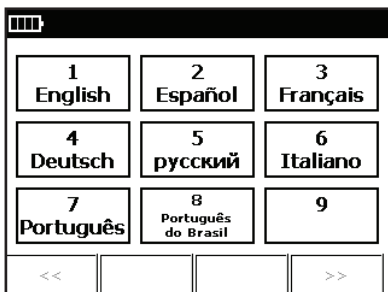 1
English
2
Español
3
Français
4
Deutsch
5
русский
6
Italiano
7
Português
8
Português
do Brasil
9
<<
>>